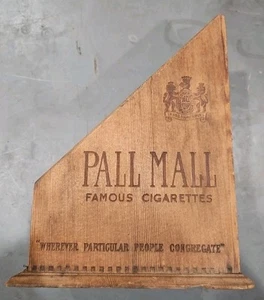 PALL MALL
FAMOUS CIGARETTES
"WHEREVER PARTICULAR PEOPLE CONGREGATE"